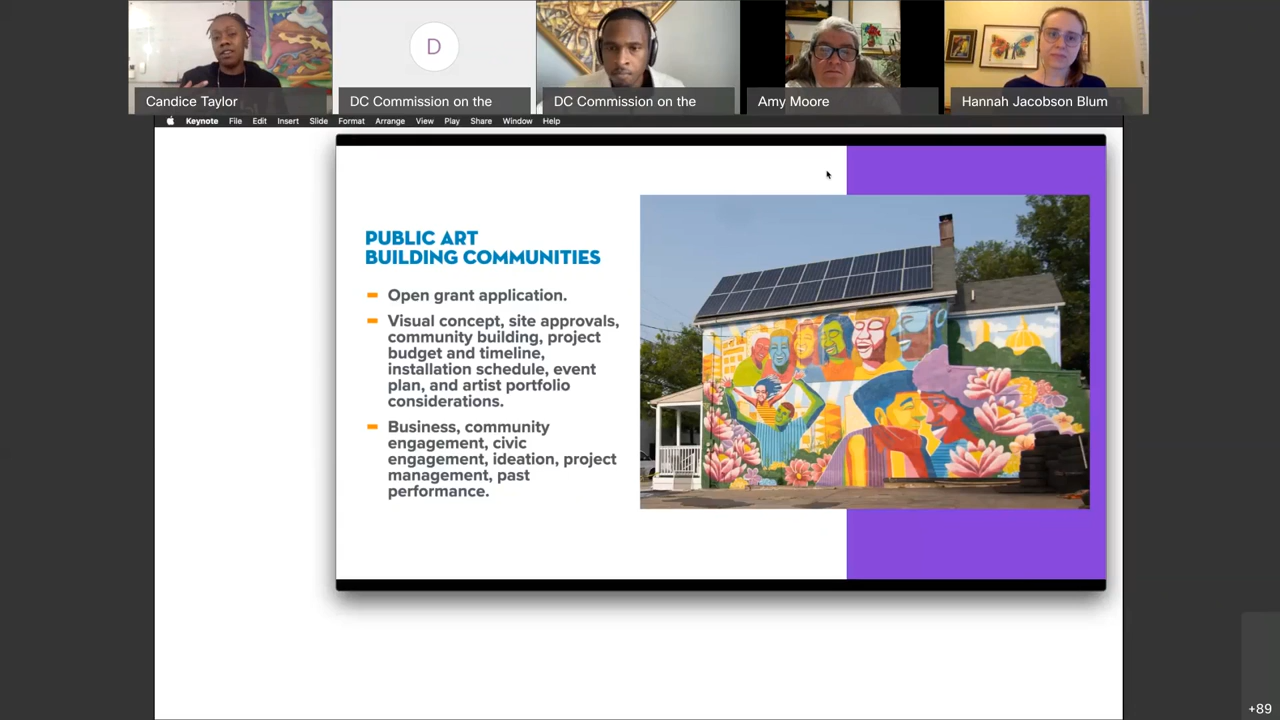 D
Candice Taylor
DC Commission on the
DC Commission on the
Amy Moore
Hannah Jacobson Blum
Keynote File Edit Insert Slide Format Arrange View Play Share Window Help
PUBLIC ART
BUILDING COMMUNITIES
Open grant application.
Visual concept, site approvals,
community building, project
budget and timeline,
installation schedule, event
plan, and artist portfolio
considerations.
Business, community
engagement, civic
engagement, ideation, project
management, past
performance.
+89